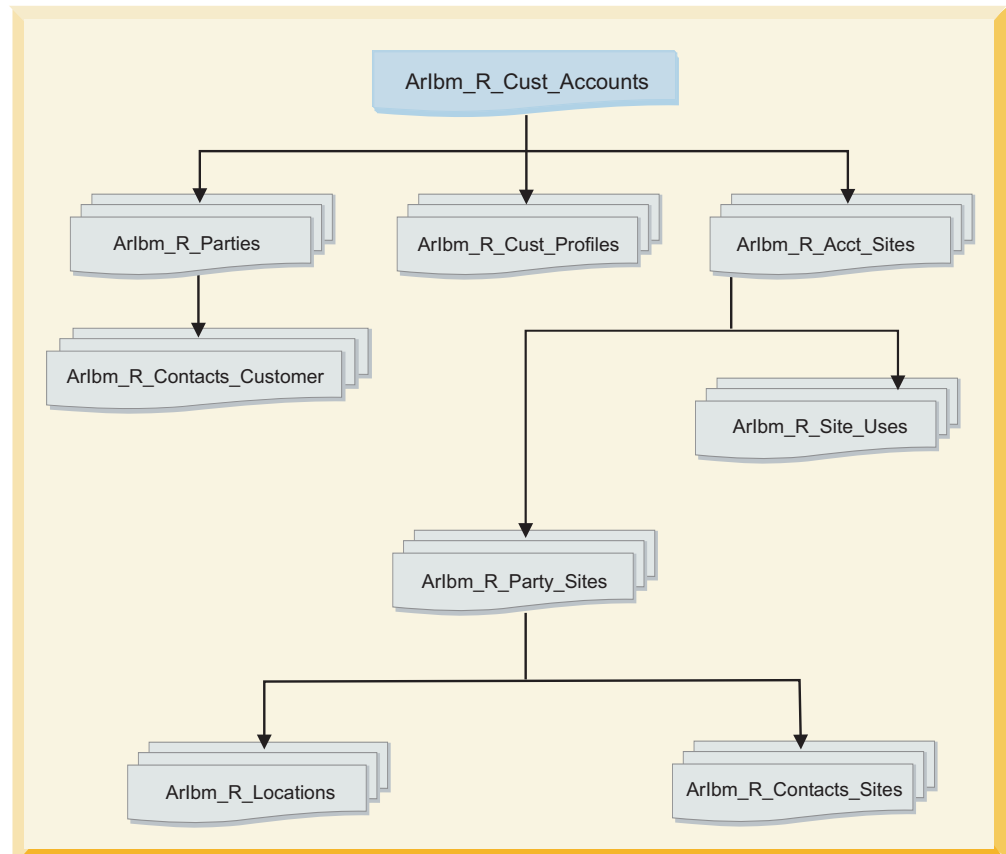 ArIbm_R_Cust_Accounts
ArIbm_R_Parties
ArIbm_R_Cust_Profiles
ArIbm_R_Acct_Sites
ArIbm_R_Contacts_Customer
ArIbm_R_Site_Uses
ArIbm_R_Party_Sites
ArIbm_R_Locations
ArIbm_R_Contacts_Sites